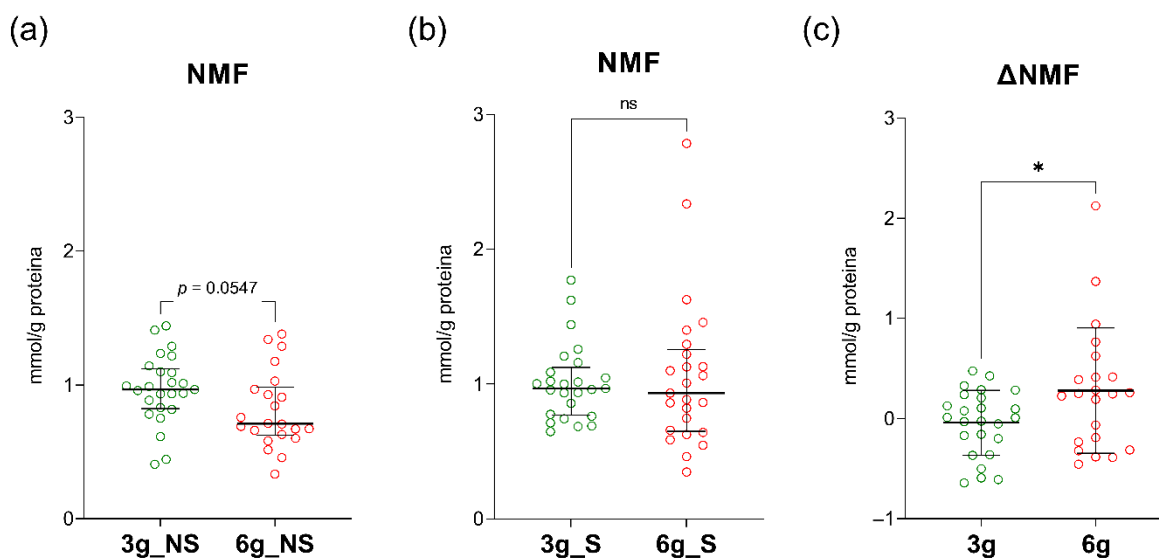 (a)
NMF
3
2
1
0
mmol/g proteina
p = 0.0547
3g_NS
6g_NS
(b)
NMF
3
2
1
0
mmol/g proteina
ns
3g_S
6g_S
(c)
ΔNMF
3
2
1
0
−1
mmol/g proteina
*
3g
6g